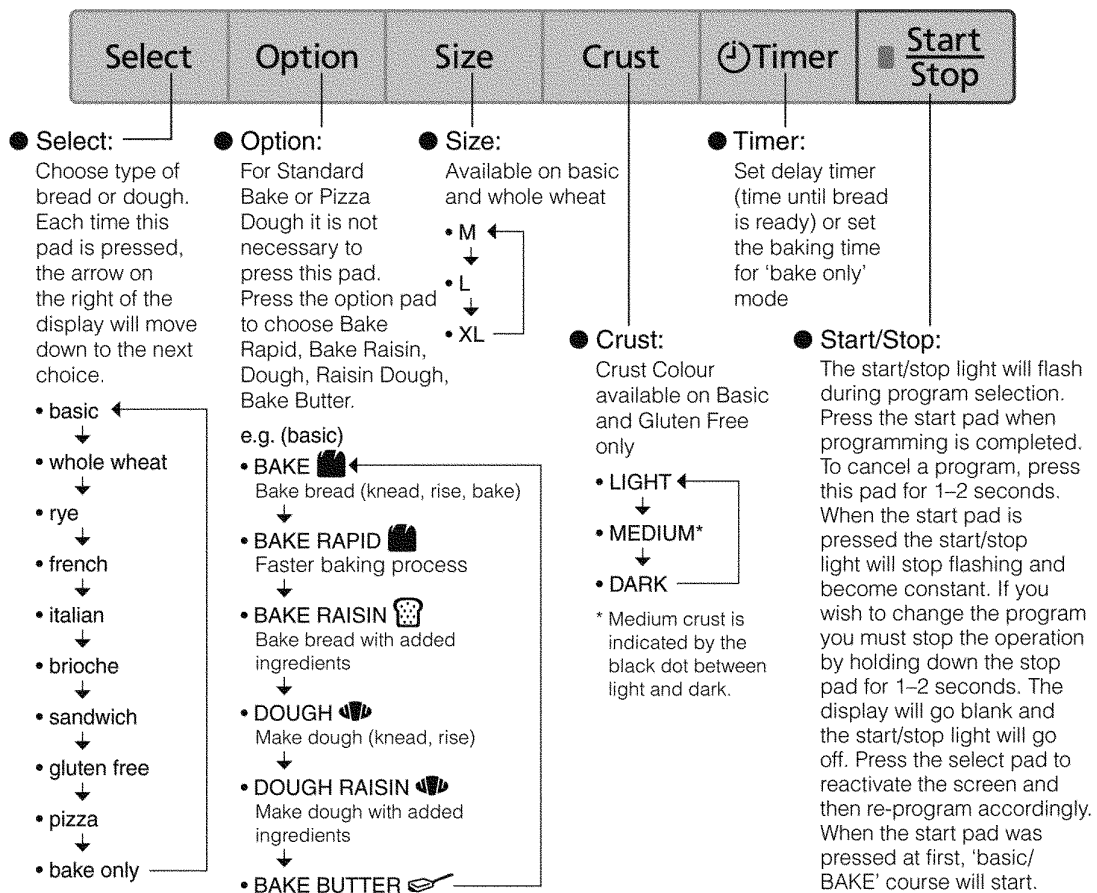 Select Option Size Crust Timer Start
Stop
● Select:
Choose type of
bread or dough.
Each time this
pad is pressed,
the arrow on
the right of the
display will move
down to the next
choice.
• basic
• whole wheat
• rye
• french
• italian
• brioche
• sandwich
• gluten free
• pizza
• bake only
● Option:
For Standard
Bake or Pizza
Dough it is not
necessary to
press this pad.
Press the option pad
to choose Bake
Rapid, Bake Raisin,
Dough, Raisin Dough,
Bake Butter.
e.g. (basic)
• BAKE
Bake bread (knead, rise, bake)
• BAKE RAPID
Faster baking process
• BAKE RAISIN
Bake bread with added
ingredients
• DOUGH
Make dough (knead, rise)
• DOUGH RAISIN
Make dough with added
ingredients
• BAKE BUTTER
● Size:
Available on basic
and whole wheat
• M
• L
• XL
● Crust:
Crust Colour
available on Basic
and Gluten Free
only
• LIGHT
• MEDIUM*
• DARK
* Medium crust is
indicated by the
black dot between
light and dark.
● Timer:
Set delay timer
(time until bread
is ready) or set
the baking time
for 'bake only'
mode
● Start/Stop:
The start/stop light will flash
during program selection.
Press the start pad when
programming is completed.
To cancel a program, press
this pad for 1–2 seconds.
When the start pad is
pressed the start/stop
light will stop flashing and
become constant. If you
wish to change the program
you must stop the operation
by holding down the stop
pad for 1–2 seconds. The
display will go blank and
the start/stop light will go
off. Press the select pad to
reactivate the screen and
then re-program accordingly.
When the start pad was
pressed at first, 'basic/
BAKE' course will start.